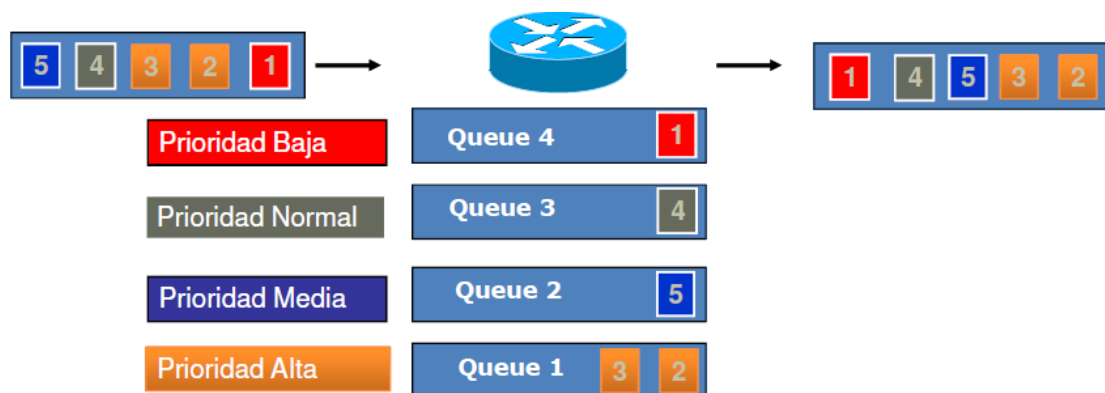 5 4 3 2 1
1 4 5 3 2
Prioridad Baja
Queue 4 1
Prioridad Normal
Queue 3 4
Prioridad Media
Queue 2 5
Prioridad Alta
Queue 1 3 2